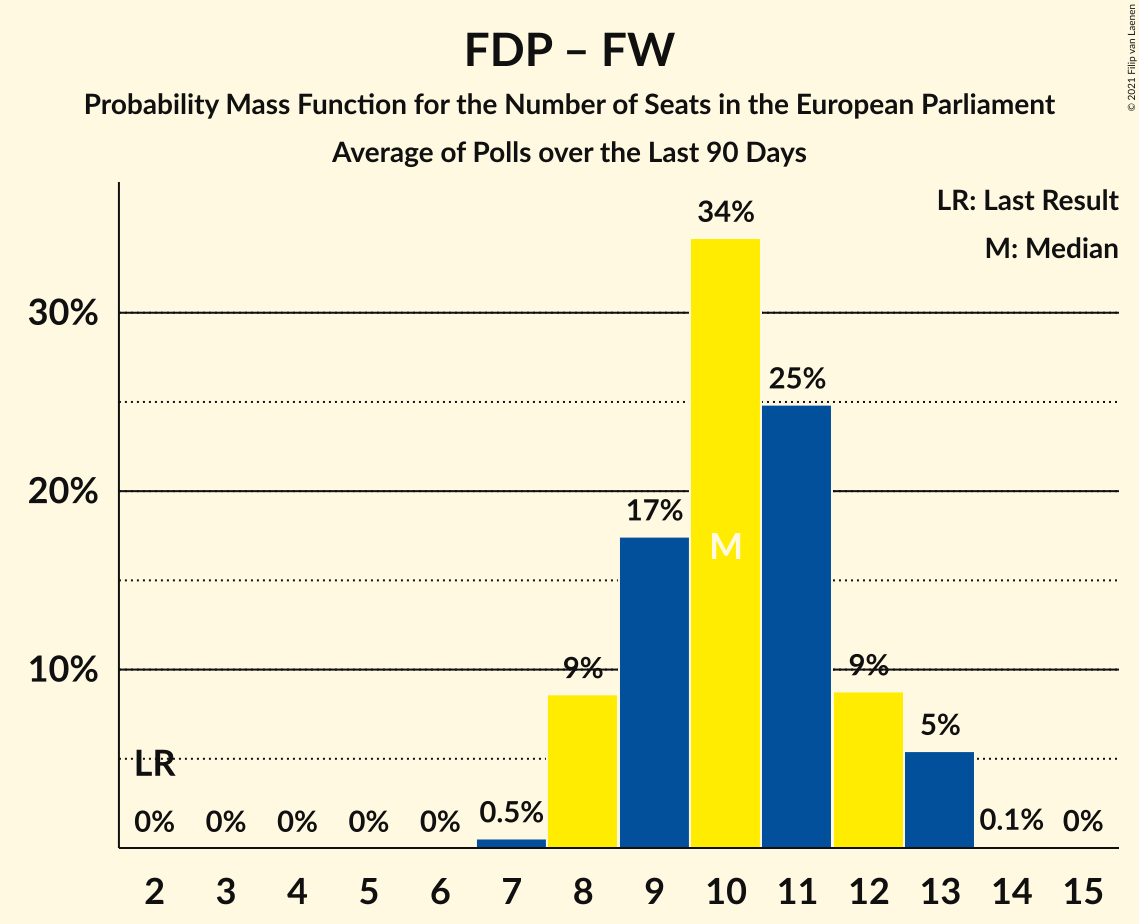 FDP – FW
Probability Mass Function for the Number of Seats in the European Parliament
Average of Polls over the Last 90 Days
© 2021 Filip van Laenen
LR: Last Result
M: Median
34%
30%
25%
20%
17%
M
10%
9%
9%
5%
LR
0%
0%
0%
0%
0%
0.5%
0.1%
0%
2 3 4 5 6 7 8 9 10 11 12 13 14 15